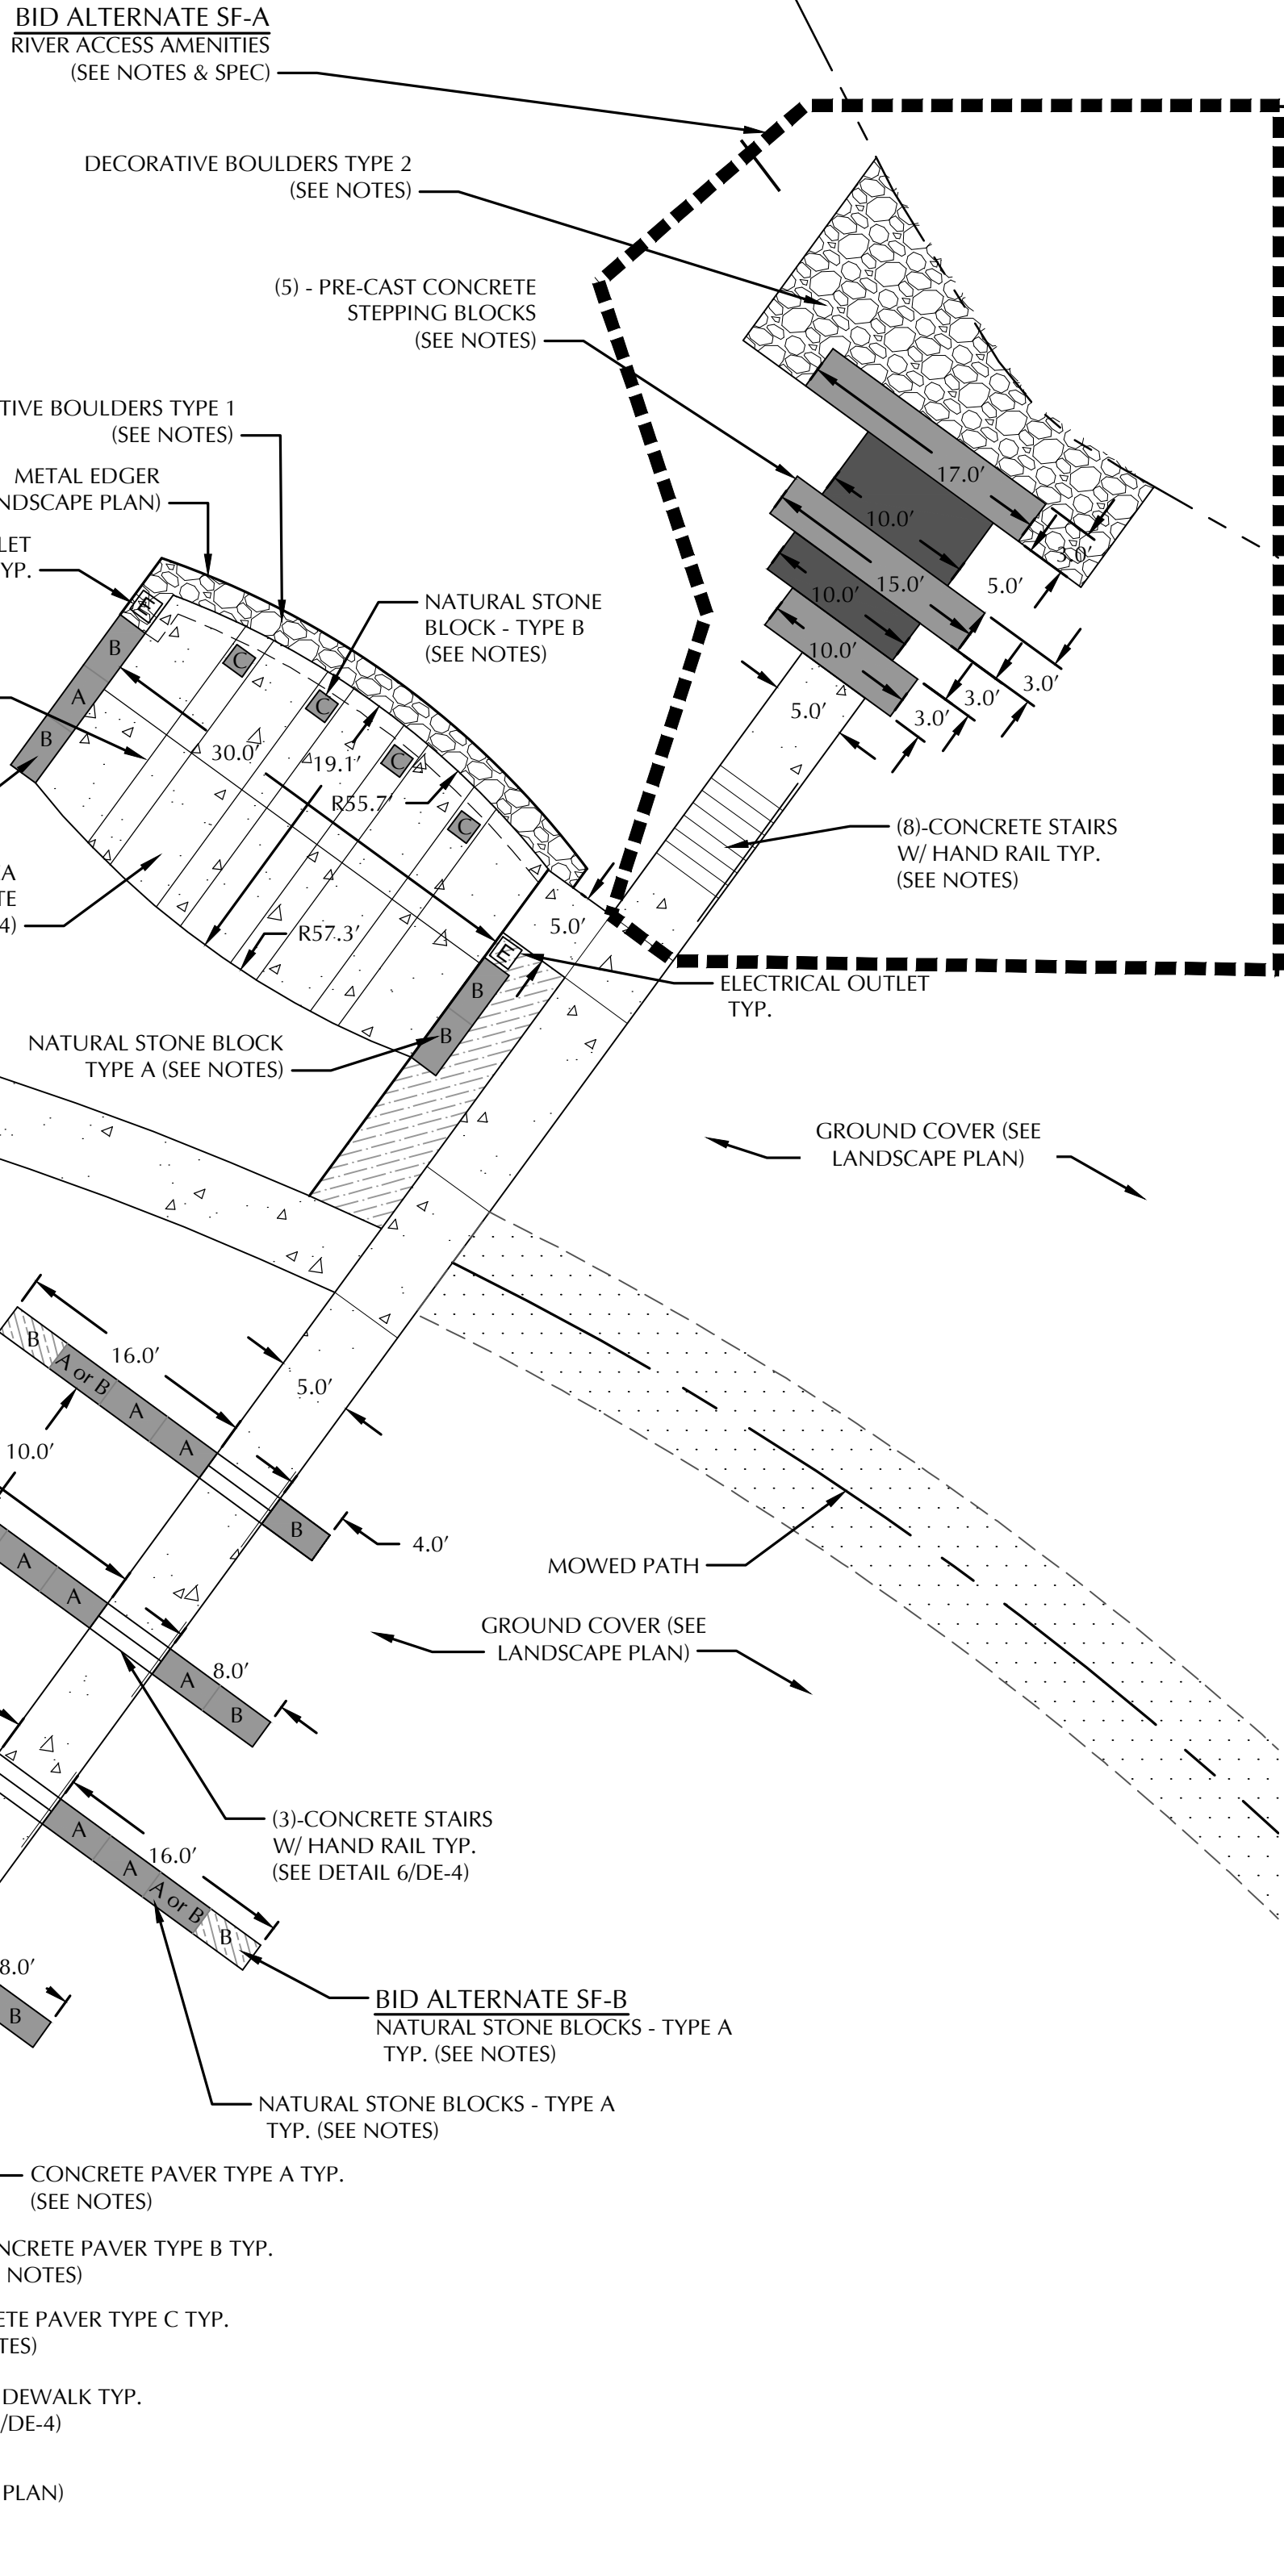 BID ALTERNATE SF-A
RIVER ACCESS AMENITIES
(SEE NOTES & SPEC)
DECORATIVE BOULDERS TYPE 2
(SEE NOTES)
(5) - PRE-CAST CONCRETE
STEPPING BLOCKS
(SEE NOTES)
TIVE BOULDERS TYPE 1
(SEE NOTES)
METAL EDGER
NDSCAPE PLAN)
LET
YP.
NATURAL STONE
BLOCK - TYPE B
(SEE NOTES)
17.0'
10.0'
3.0'
5.0'
15.0'
10.0'
10.0'
3.0'
3.0'
3.0'
5.0'
E
B
A
B
C
C
C
C
30.0'
19.1'
R55.7'
R57.3'
(8)-CONCRETE STAIRS
W/ HAND RAIL TYP.
(SEE NOTES)
A
TE
4)
5.0'
E
B
B
ELECTRICAL OUTLET
TYP.
NATURAL STONE BLOCK
TYPE A (SEE NOTES)
GROUND COVER (SEE
LANDSCAPE PLAN)
B
A or B
A
A
16.0'
5.0'
10.0'
B
4.0'
A
A
MOWED PATH
GROUND COVER (SEE
LANDSCAPE PLAN)
A
B
8.0'
(3)-CONCRETE STAIRS
W/ HAND RAIL TYP.
(SEE DETAIL 6/DE-4)
A
A
A or B
B
16.0'
8.0'
B
BID ALTERNATE SF-B
NATURAL STONE BLOCKS - TYPE A
TYP. (SEE NOTES)
NATURAL STONE BLOCKS - TYPE A
TYP. (SEE NOTES)
CONCRETE PAVER TYPE A TYP.
(SEE NOTES)
NCRETE PAVER TYPE B TYP.
NOTES)
ETE PAVER TYPE C TYP.
TES)
DEWALK TYP.
/DE-4)
PLAN)